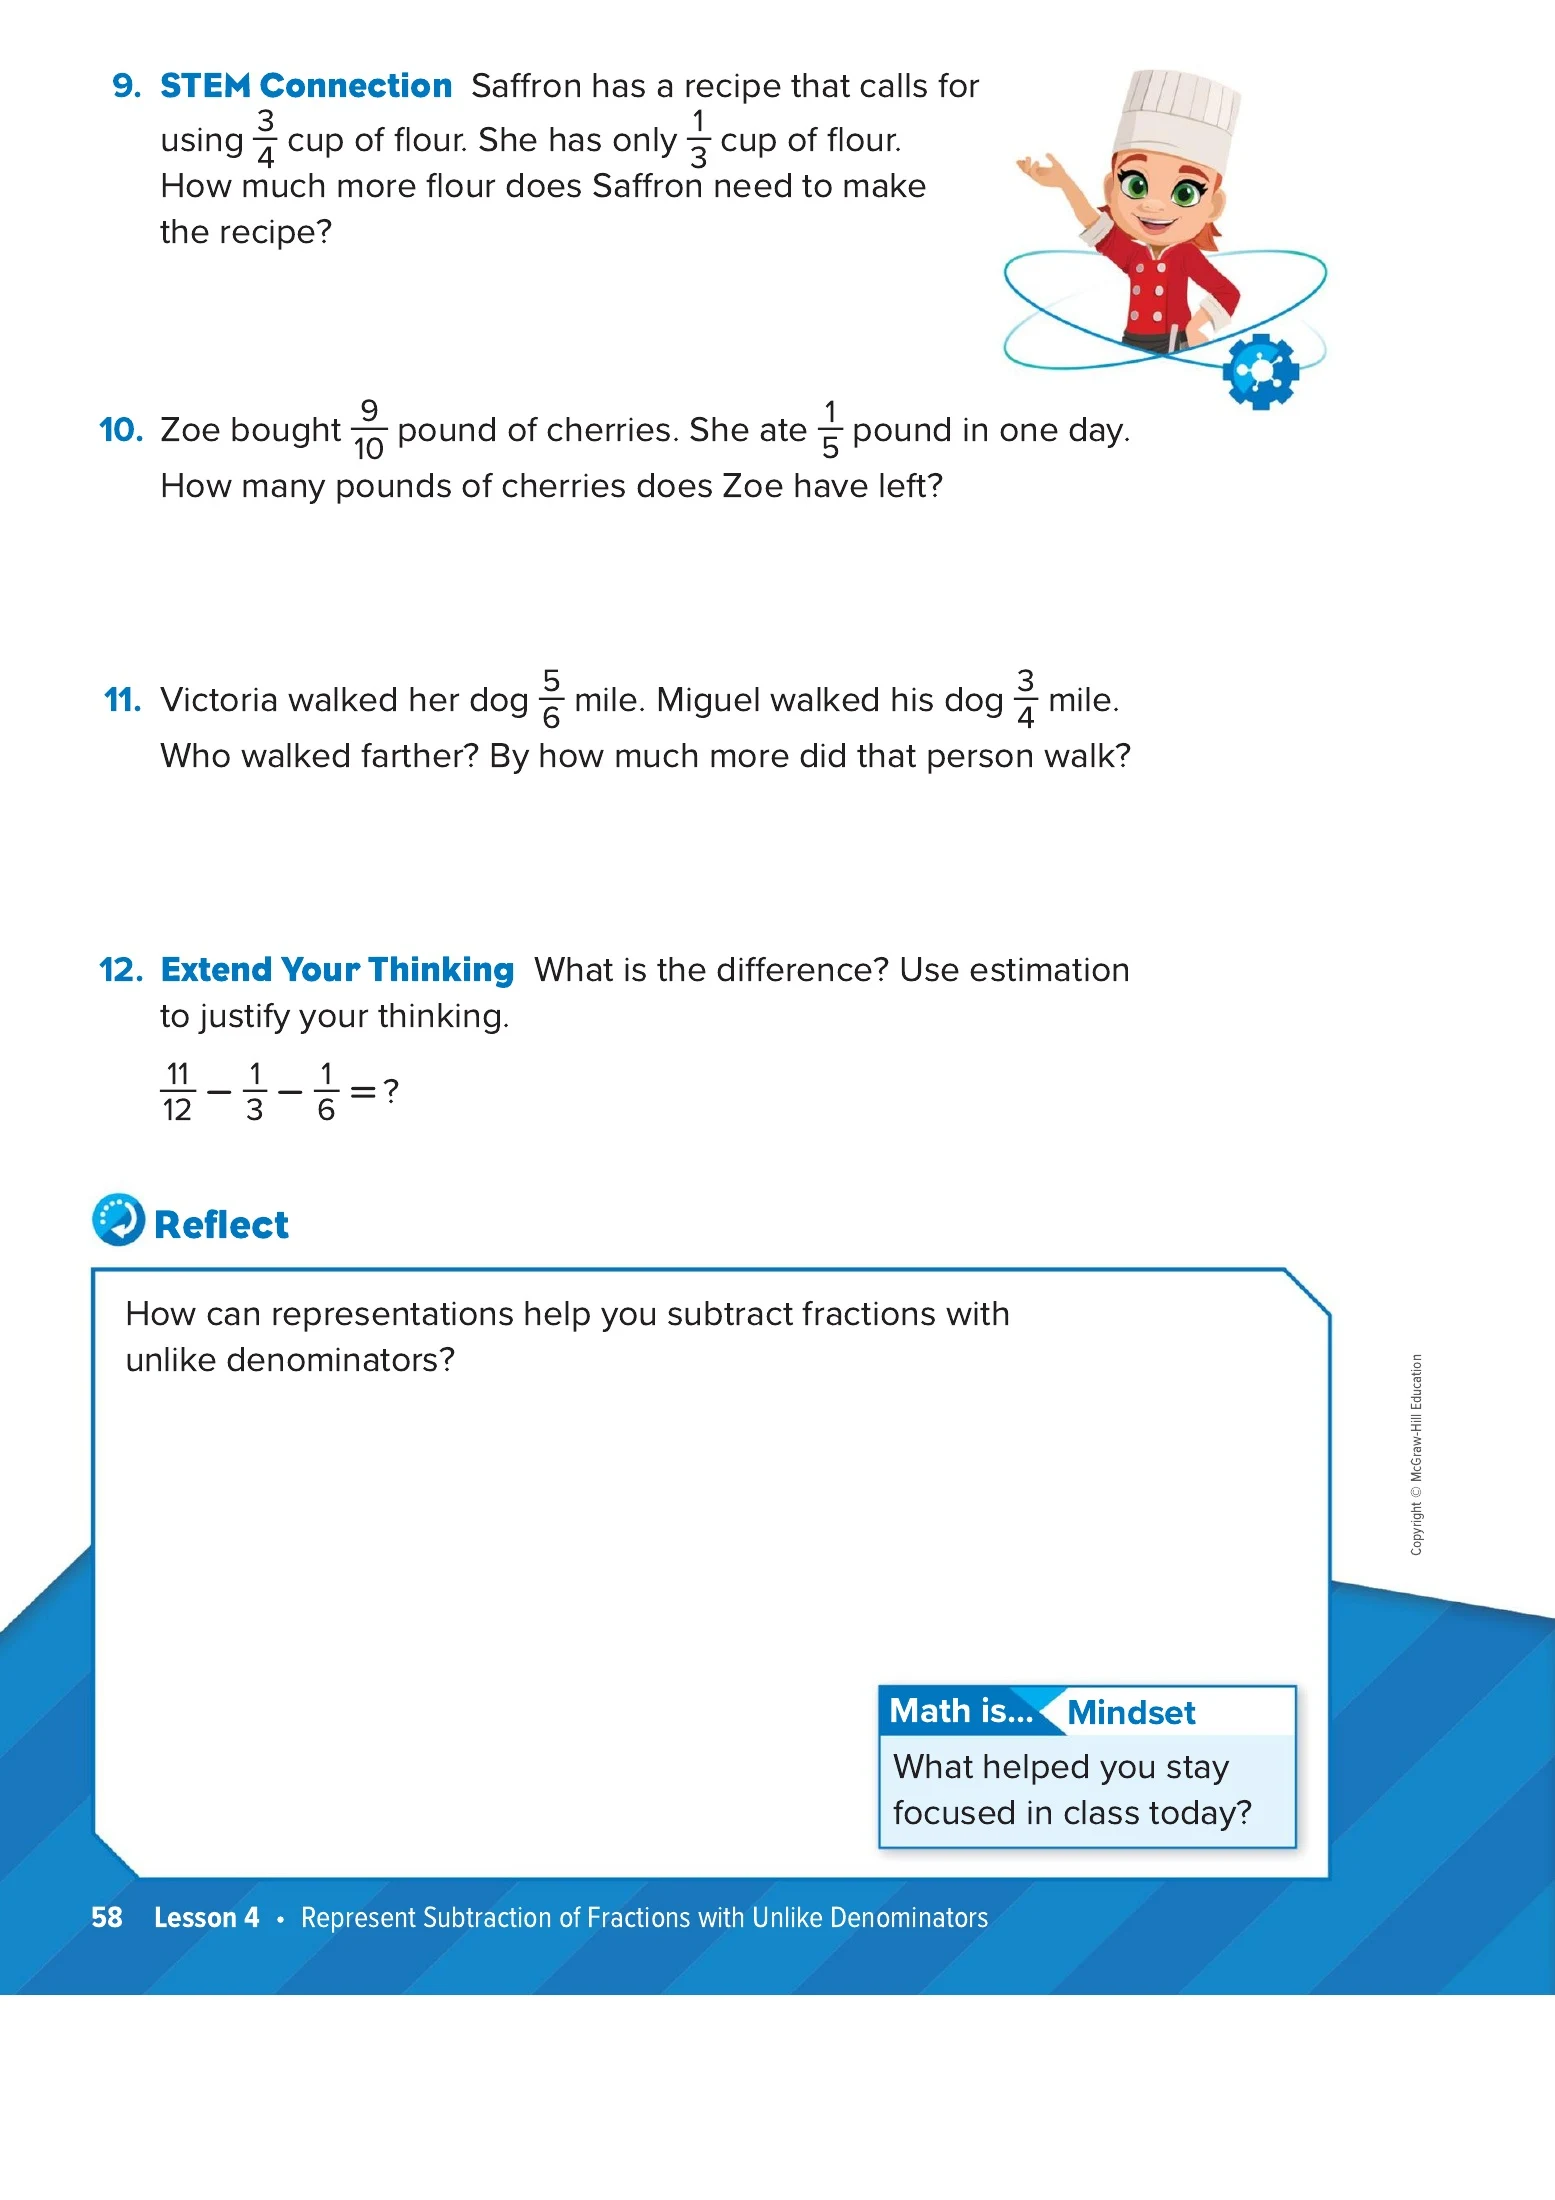 9. STEM Connection Saffron has a recipe that calls for
using 3/4 cup of flour. She has only 1/3 cup of flour.
How much more flour does Saffron need to make
the recipe?
10. Zoe bought 9/10 pound of cherries. She ate 1/5 pound in one day.
How many pounds of cherries does Zoe have left?
11. Victoria walked her dog 5/6 mile. Miguel walked his dog 3/4 mile.
Who walked farther? By how much more did that person walk?
12. Extend Your Thinking What is the difference? Use estimation
to justify your thinking.
11/12 − 1/3 − 1/6 = ?
Reflect
How can representations help you subtract fractions with
unlike denominators?
Math is... Mindset
What helped you stay
focused in class today?
Copyright © McGraw-Hill Education
58 Lesson 4 • Represent Subtraction of Fractions with Unlike Denominators